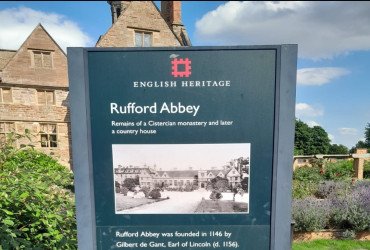 ENGLISH HERITAGE
Rufford Abbey
Remains of a Cistercian monastery and later
a country house
Rufford Abbey was founded in 1146 by
Gilbert de Gant, Earl of Lincoln (d. 1156).